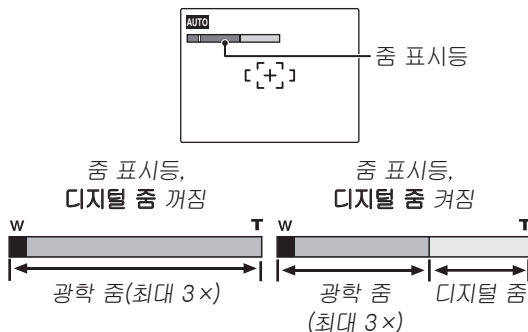 AUTO
줌 표시등
줌 표시등,
디지털 줌 꺼짐
W T
광학 줌(최대 3×)
줌 표시등,
디지털 줌 켜짐
W T
광학 줌
(최대 3×)
디지털 줌